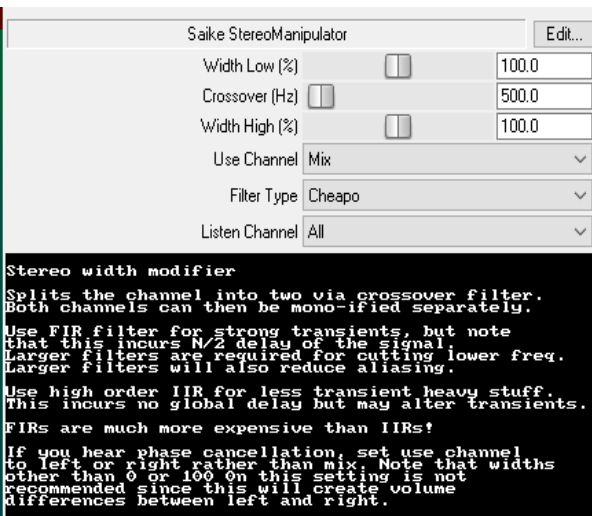 Saike StereoManipulator
Edit...
Width Low (%)
100.0
Crossover (Hz)
500.0
Width High (%)
100.0
Use Channel Mix
Filter Type Cheapo
Listen Channel All
Stereo width modifier
Splits the channel into two via crossover filter.
Both channels can then be mono-ified separately.
Use FIR filter for strong transients, but note
that this incurs N/2 delay of the signal.
Larger filters are required for cutting lower freq.
Larger filters will also reduce aliasing.
Use high order IIR for less transient heavy stuff.
This incurs no global delay but may alter transients.
FIRs are much more expensive than IIRs!
If you hear phase cancellation, set use channel
to left or right rather than mix. Note that widths
other than 0 or 100 0n this setting is not
recommended since this will create volume
differences between left and right.